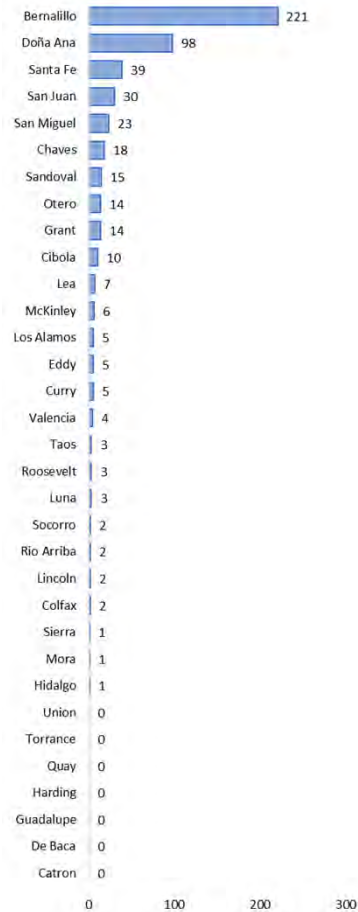 Bernalillo 221
Doña Ana 98
Santa Fe 39
San Juan 30
San Miguel 23
Chaves 18
Sandoval 15
Otero 14
Grant 14
Cibola 10
Lea 7
McKinley 6
Los Alamos 5
Eddy 5
Curry 5
Valencia 4
Taos 3
Roosevelt 3
Luna 3
Socorro 2
Rio Arriba 2
Lincoln 2
Colfax 2
Sierra 1
Mora 1
Hidalgo 1
Union 0
Torrance 0
Quay 0
Harding 0
Guadalupe 0
De Baca 0
Catron 0
0 100 200 300